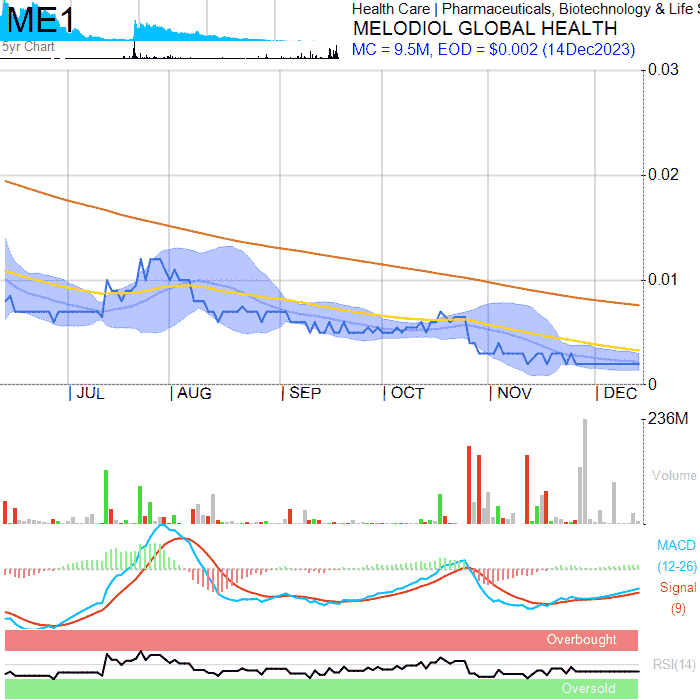 ME1
5yr Chart
Health Care | Pharmaceuticals, Biotechnology & Life S
MELODIOL GLOBAL HEALTH
MC = 9.5M, EOD = $0.002 (14Dec2023)
0.03
0.02
0.01
0
| JUL | AUG | SEP | OCT | NOV | DEC
236M
Volume
MACD
(12-26)
Signal
(9)
Overbought
RSI(14)
Oversold